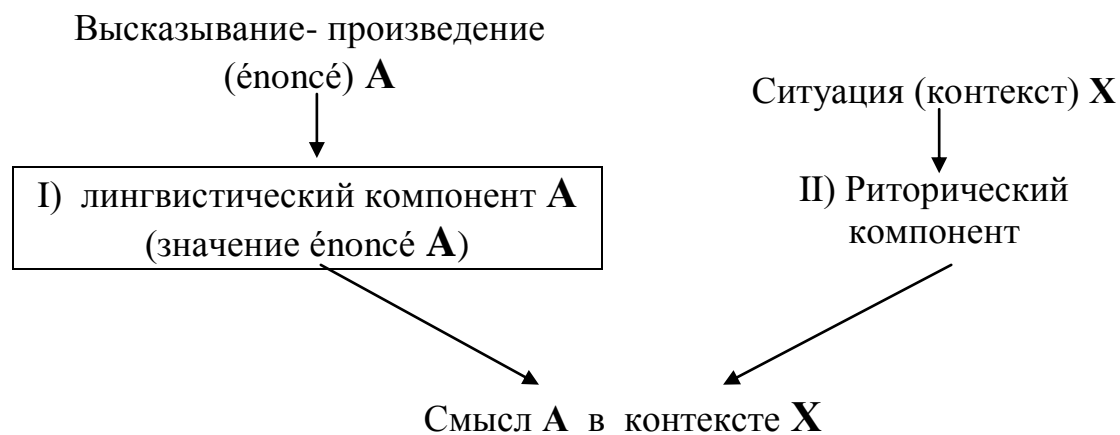 Высказывание- произведение
(énoncé) A
Ситуация (контекст) X
I) лингвистический компонент A
(значение énoncé A)
II) Риторический
компонент
Смысл A в контексте X